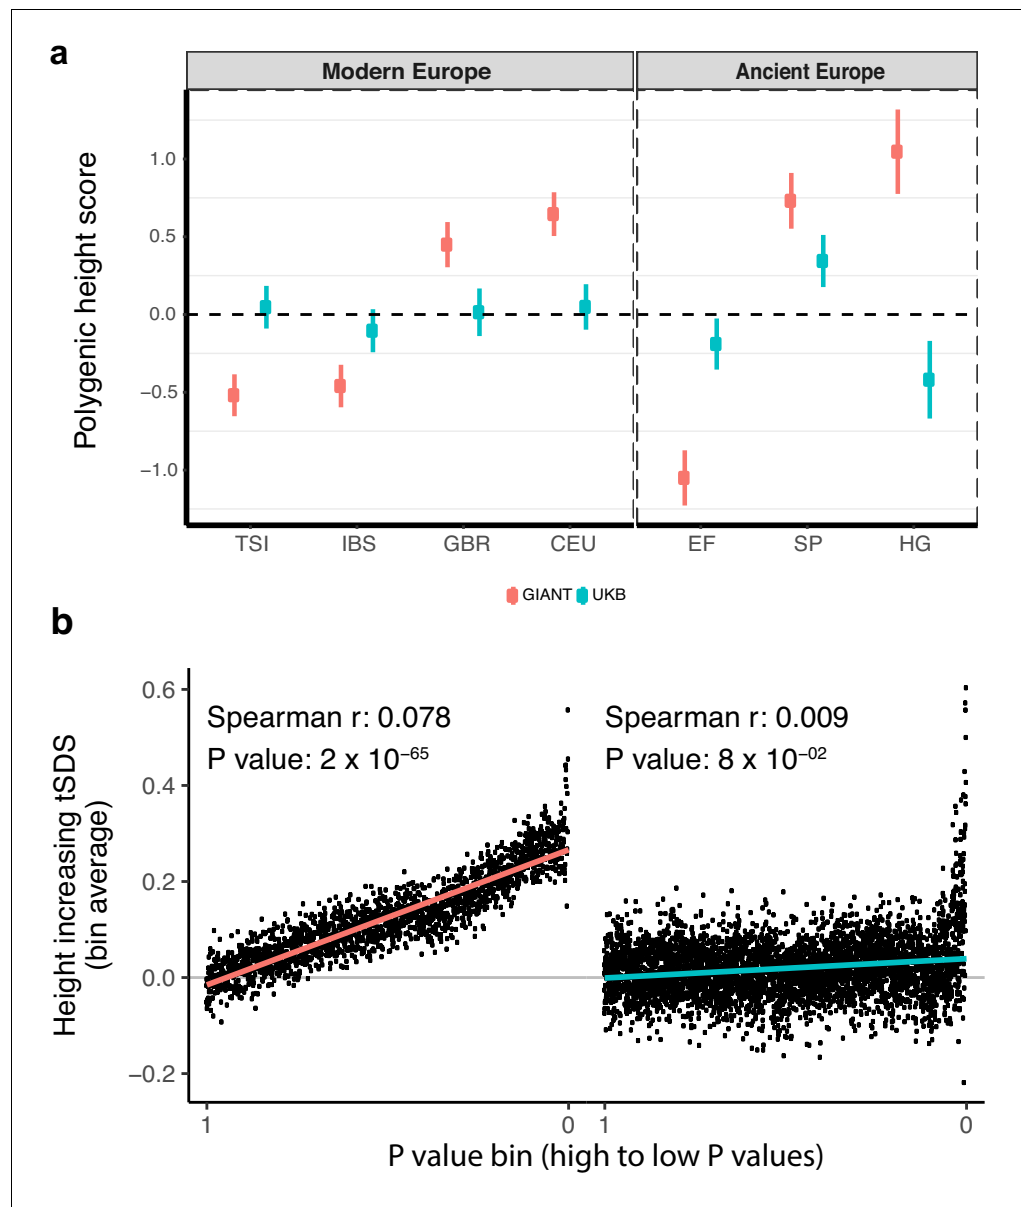 a
Modern Europe
Ancient Europe
Polygenic height score
1.0
0.5
0.0
−0.5
−1.0
TSI
IBS
GBR
CEU
EF
SP
HG
GIANT
UKB
b
Height increasing tSDS
(bin average)
0.6
0.4
0.2
0.0
−0.2
Spearman r: 0.078
P value: 2 x 10⁻⁶⁵
Spearman r: 0.009
P value: 8 x 10⁻⁰²
1
0
1
0
P value bin (high to low P values)